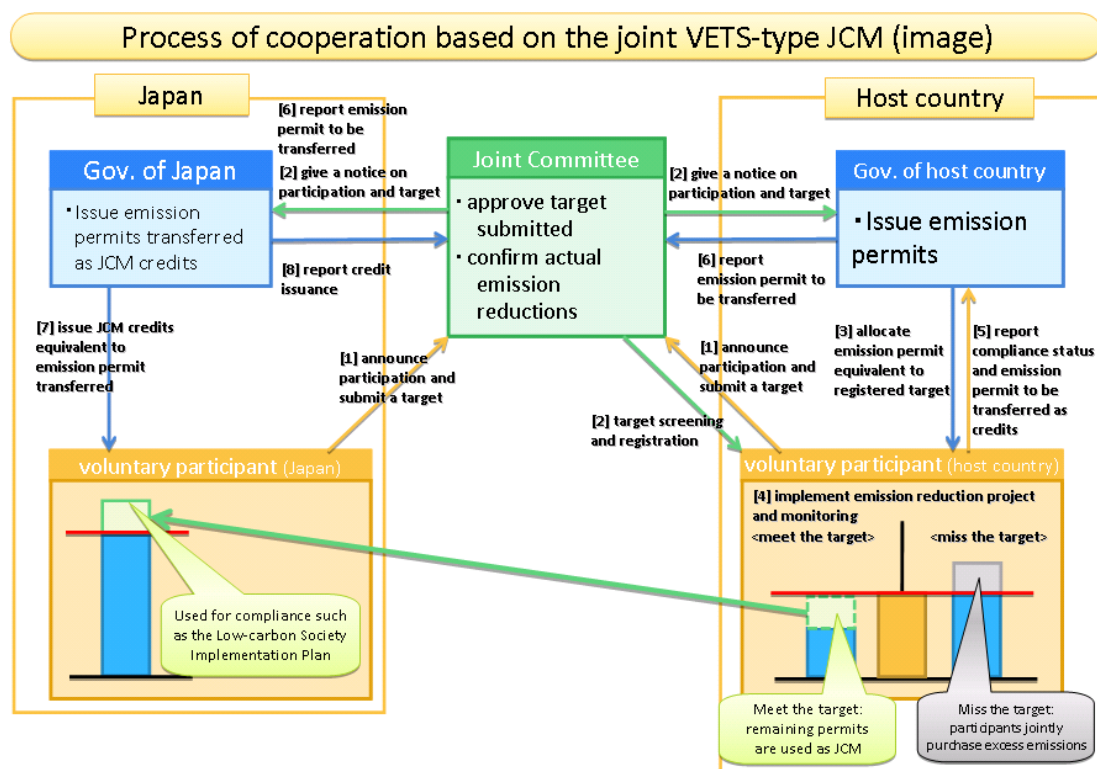 Process of cooperation based on the joint VETS-type JCM (image)
Japan
Host country
[6] report emission
permit to be
transferred
Gov. of Japan
・Issue emission
permits transferred
as JCM credits
[2] give a notice on
participation and target
Joint Committee
・approve target
submitted
・confirm actual
emission
reductions
[2] give a notice on
participation and target
Gov. of host country
・Issue emission
permits
[8] report credit
issuance
[6] report
emission permit to
be transferred
[7] issue JCM credits
equivalent to
emission permit
transferred
[1] announce
participation and
submit a target
[1] announce
participation and
submit a target
[3] allocate
emission permit
equivalent to
registered target
[5] report
compliance status
and emission
permit to be
transferred as
credits
[2] target screening
and registration
voluntary participant (Japan)
voluntary participant (host country)
[4] implement emission reduction project
and monitoring
<meet the target>
<miss the target>
Used for compliance such
as the Low-carbon Society
Implementation Plan
Meet the target:
remaining permits
are used as JCM
Miss the target:
participants jointly
purchase excess emissions